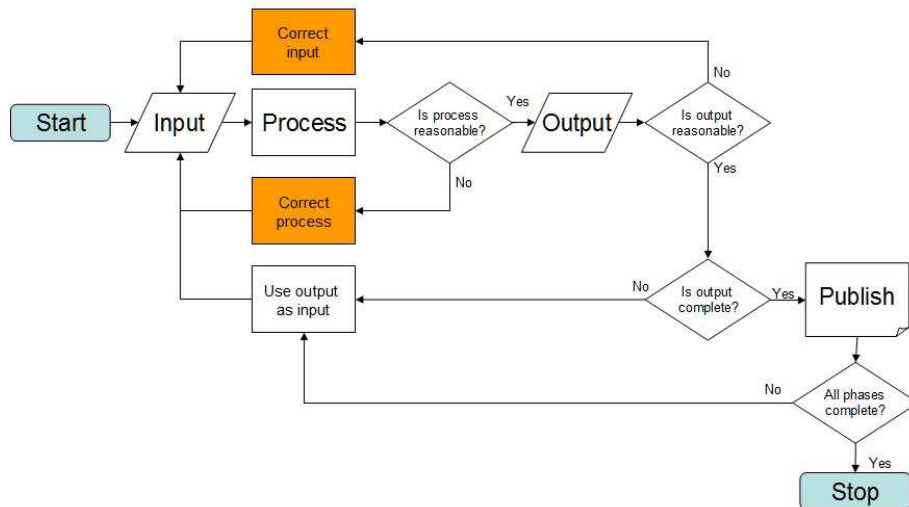 Correct
input
No
Start
Input
Process
Is process
reasonable?
Yes
Output
Is output
reasonable?
No
Yes
Correct
process
Use output
as input
No
Is output
complete?
Yes
Publish
No
All phases
complete?
Yes
Stop